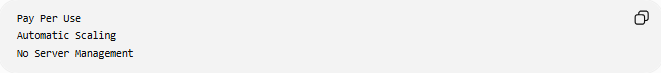 Pay Per Use
Automatic Scaling
No Server Management